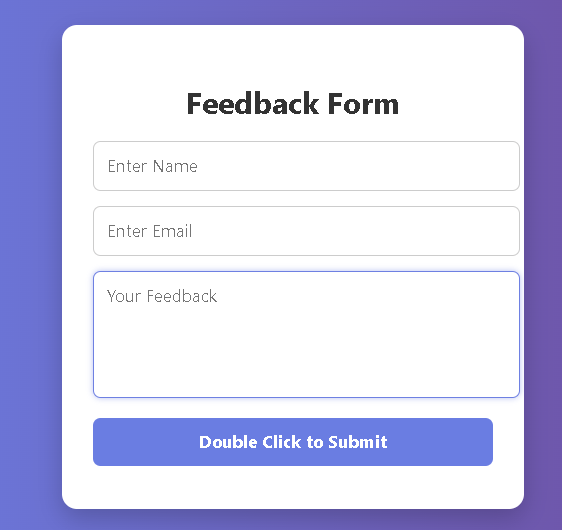 Feedback Form
Enter Name
Enter Email
Your Feedback
Double Click to Submit